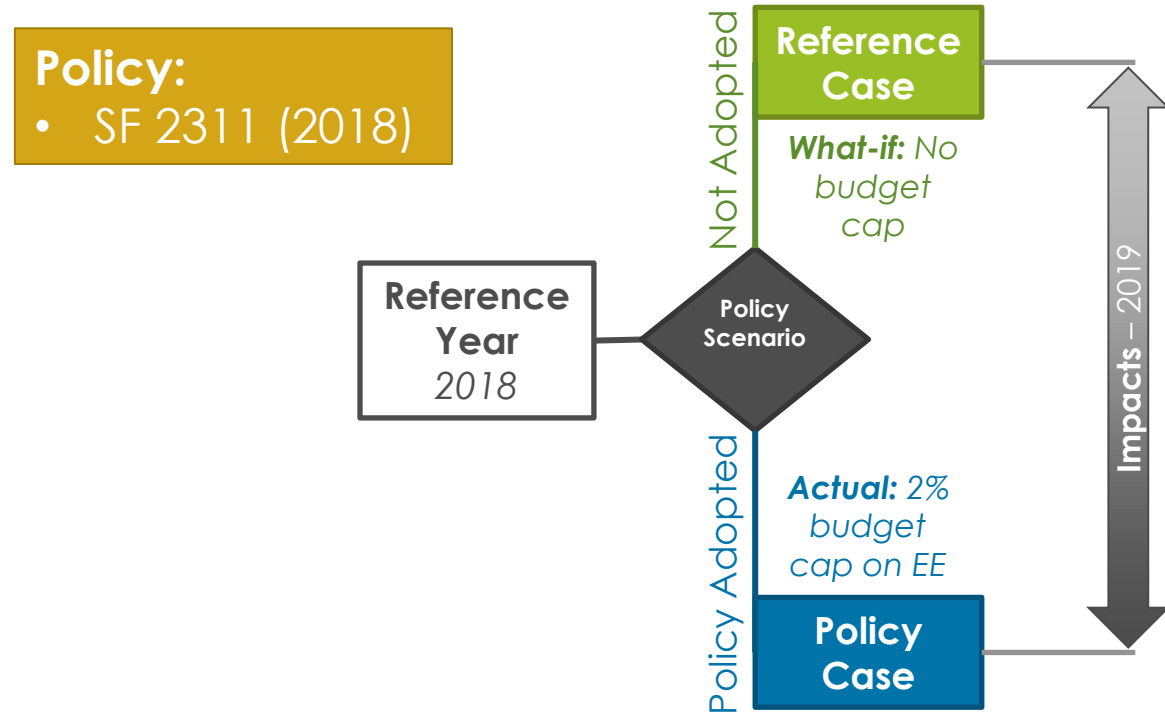 Policy:
• SF 2311 (2018)
Not Adopted
Reference
Case
What-if: No
budget
cap
Reference
Year
2018
Policy
Scenario
Impacts – 2019
Policy Adopted
Actual: 2%
budget
cap on EE
Policy
Case